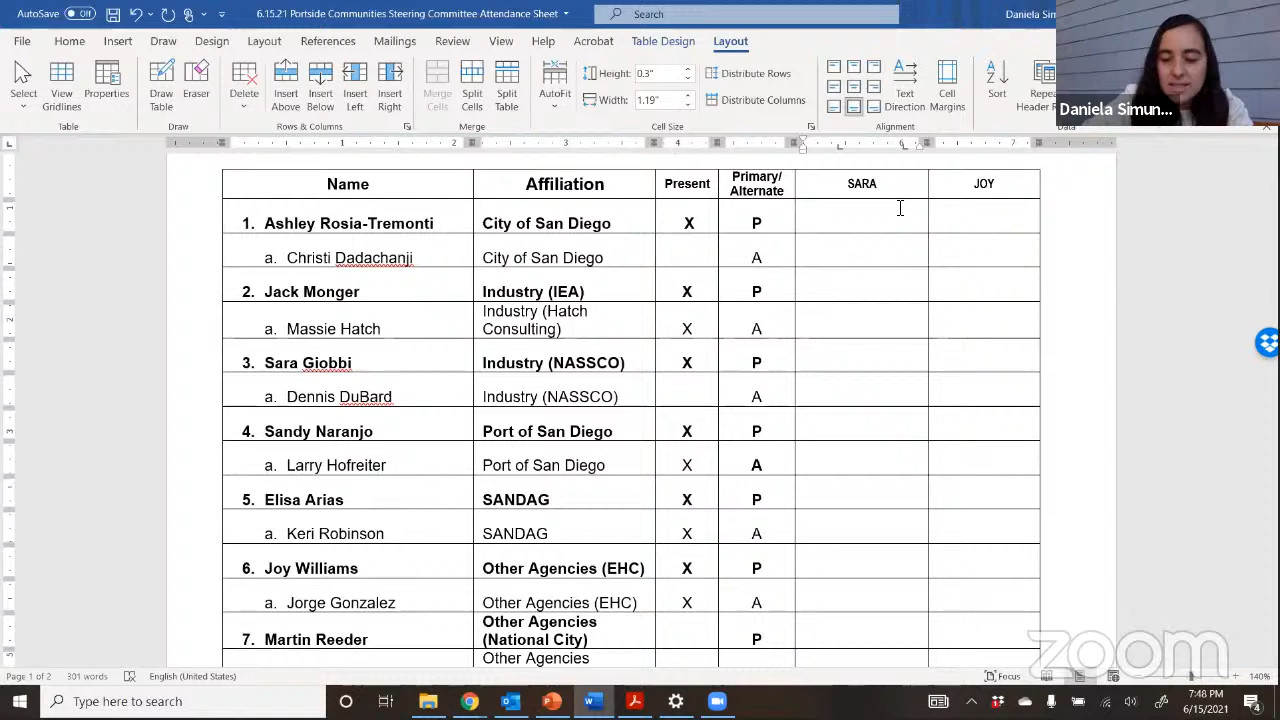 6.15.21 Attendance Communities Steering Committee Attendance
Search
Daniela Sim
File Home Insert Draw Design Layout References Mailings Review View Help Acrobat Table Design Layout
Select
View Gridlines
Properties
Table
Draw Table
Eraser
Draw
Delete
Insert Above
Insert Below
Insert Left
Insert Right
Rows & Columns
Merge Cells
Split Cells
Split Table
Merge
AutoFit
Height: 0.3"
Width: 1.19"
Distribute Rows
Distribute Columns
Cell Size
Text Direction
Cell Margins
Alignment
Sort
Repeat Header R
Data
Daniela Simun...
Name Affiliation Present Primary/ Alternate SARA JOY
1. Ashley Rosia-Tremonti City of San Diego X P
a. Christi Dadachanji City of San Diego A
2. Jack Monger Industry (IEA) X P
a. Massie Hatch Industry (Hatch Consulting) X A
3. Sara Giobbi Industry (NASSCO) X P
a. Dennis DuBard Industry (NASSCO) A
4. Sandy Naranjo Port of San Diego X P
a. Larry Hofreiter Port of San Diego X A
5. Elisa Arias SANDAG X P
a. Keri Robinson SANDAG X A
6. Joy Williams Other Agencies (EHC) X P
a. Jorge Gonzalez Other Agencies (EHC) X A
7. Martin Reeder Other Agencies (National City) P
Other Agencies
zoom
Page 1 of 2 301 words English (United States) Focus 140%
Type here to search
7:48 PM
6/15/2021